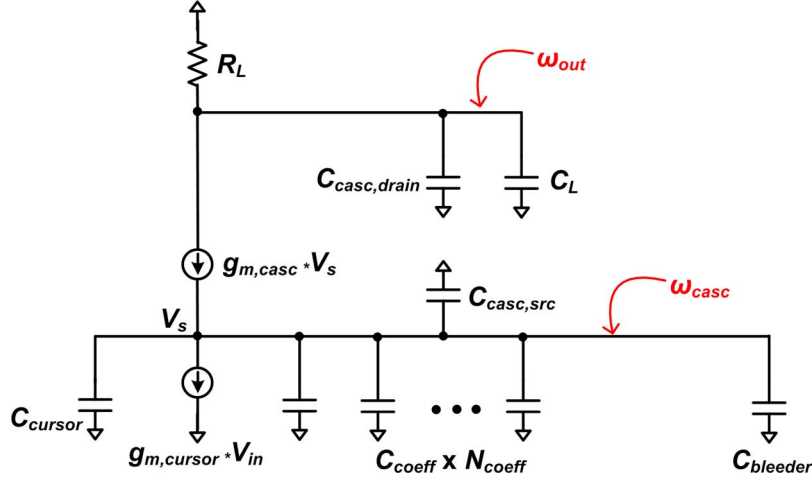 R_L
ω_out
C_casc,drain
C_L
g_m,casc *V_s
C_casc,src
ω_casc
V_s
C_cursor
g_m,cursor *V_in
C_coeff x N_coeff
C_bleeder